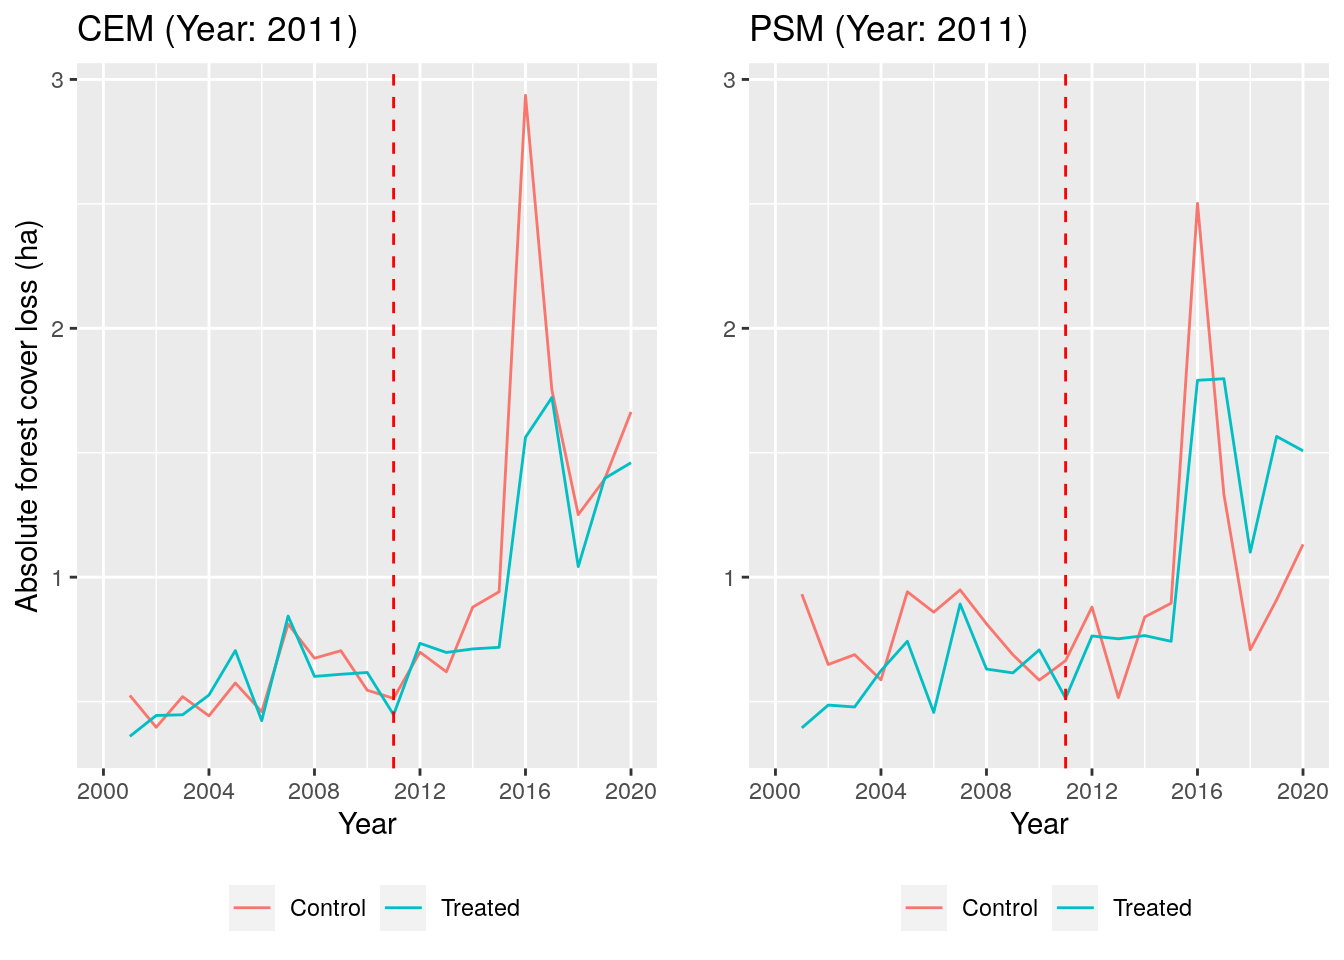 CEM (Year: 2011)
Absolute forest cover loss (ha)
3
2
1
2000 2004 2008 2012 2016 2020
Year
Control Treated
PSM (Year: 2011)
3
2
1
2000 2004 2008 2012 2016 2020
Year
Control Treated